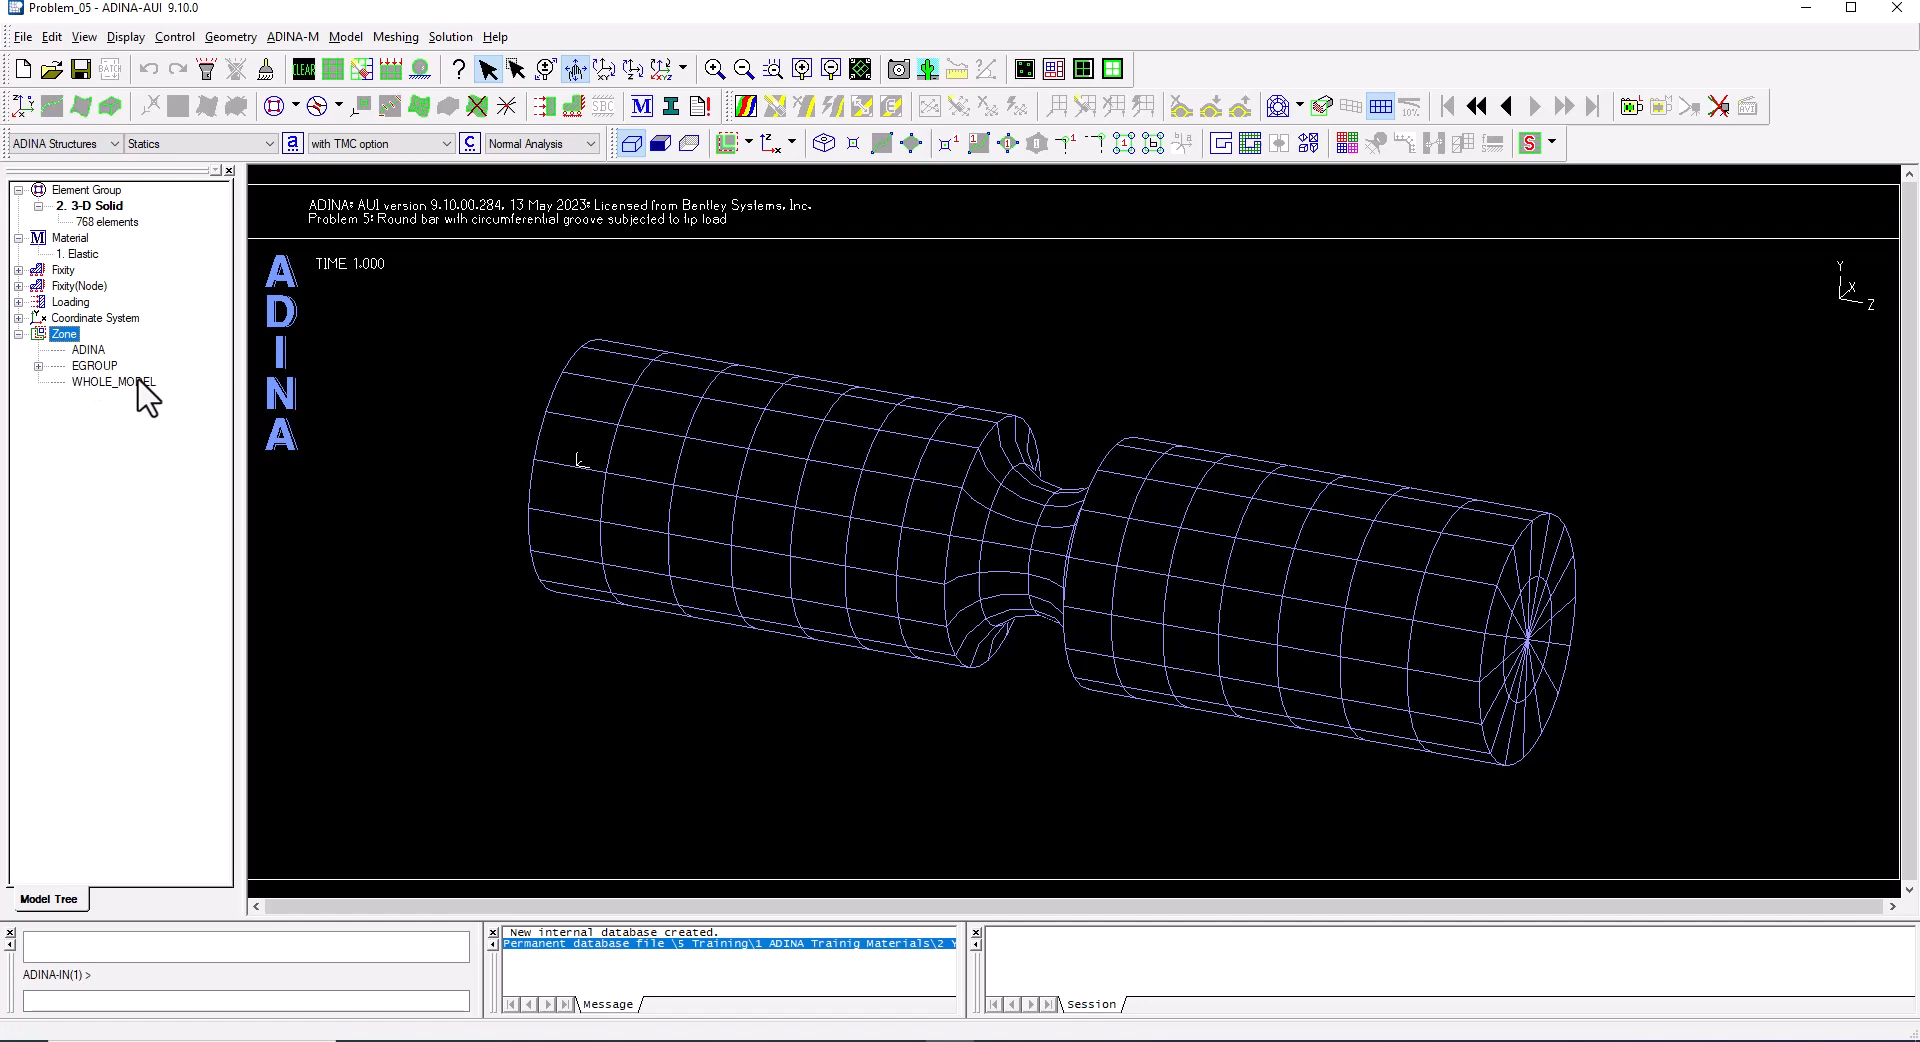 Problem_05 - ADINA-AUI 9.10.0
File Edit View Display Control Geometry ADINA-M Model Meshing Solution Help
BATCH CLEAR ?
SBC M 10% AVI
ADINA Structures Statics a with TMC option C Normal Analysis S
Element Group
2. 3-D Solid
768 elements
M Material
1. Elastic
Fixity
Fixity(Node)
Loading
Coordinate System
Zone
ADINA
EGROUP
WHOLE_MODEL
Model Tree
ADINA: AUI version 9.10.00.284, 13 May 2023: Licensed from Bentley Systems, Inc.
Problem 5: Round bar with circumferential groove subjected to tip load
TIME 1.000
A
D
I
N
A
Y
X
Z
ADINA-IN(1) >
New internal database created.
Permanent database file \5 Training\1 ADINA Trainig Materials\2 Y
Message
Session